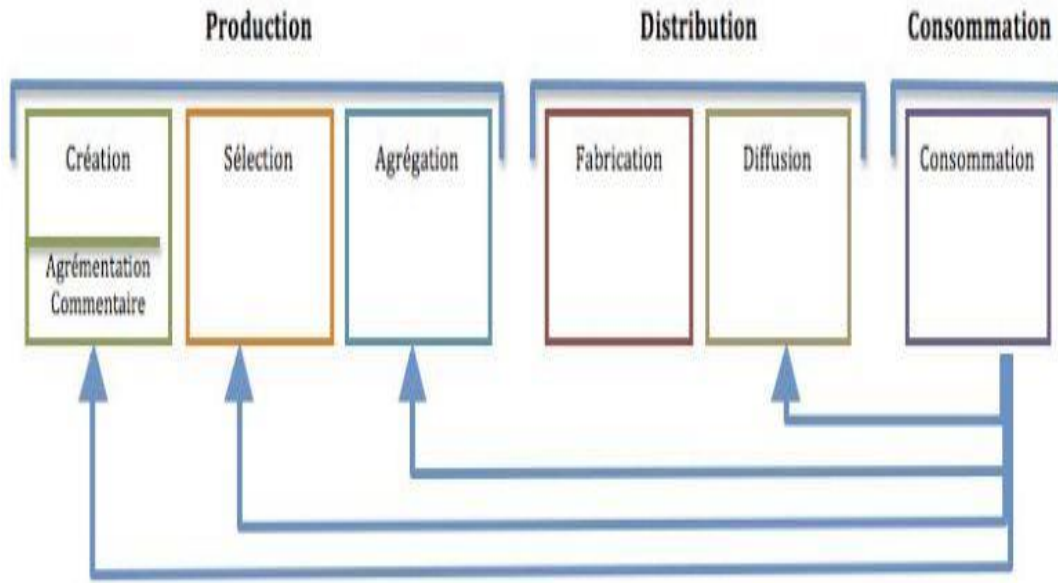 Production
Distribution
Consommation
Création
Sélection
Agrégation
Fabrication
Diffusion
Consommation
Agrémentation
Commentaire